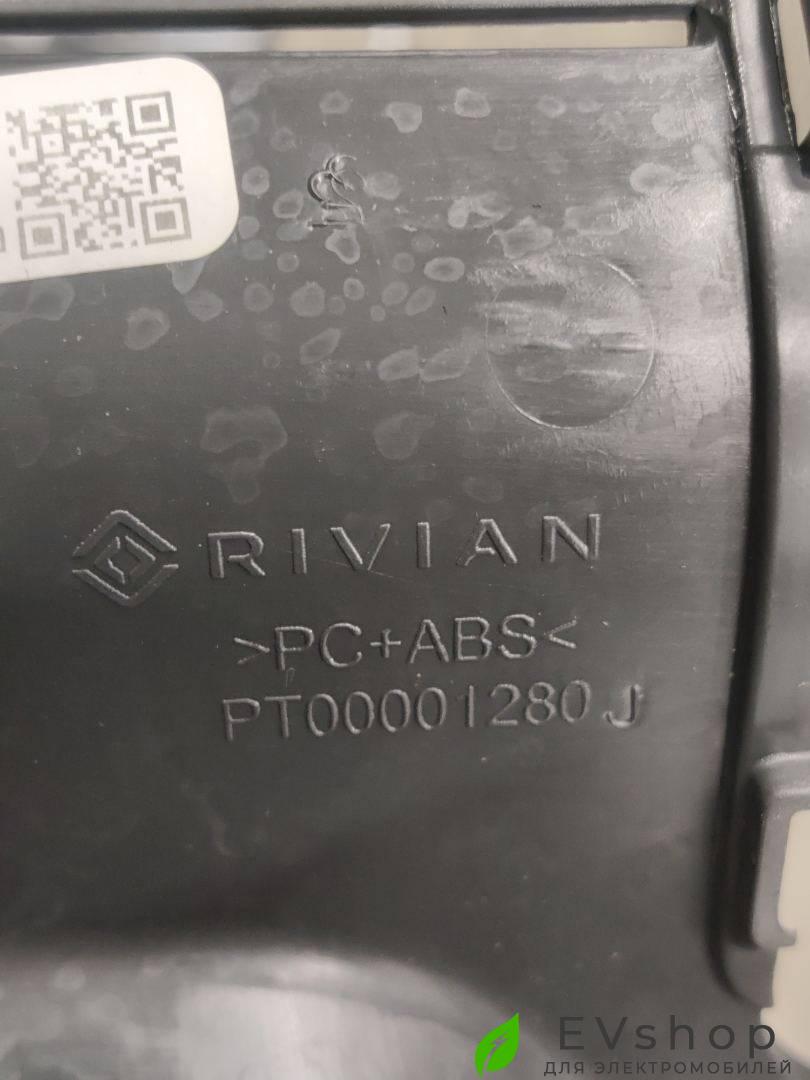 RIVIAN
>PC+ABS<
PT00001280 J
EVshop
ДЛЯ ЭЛЕКТРОМОБИЛЕЙ